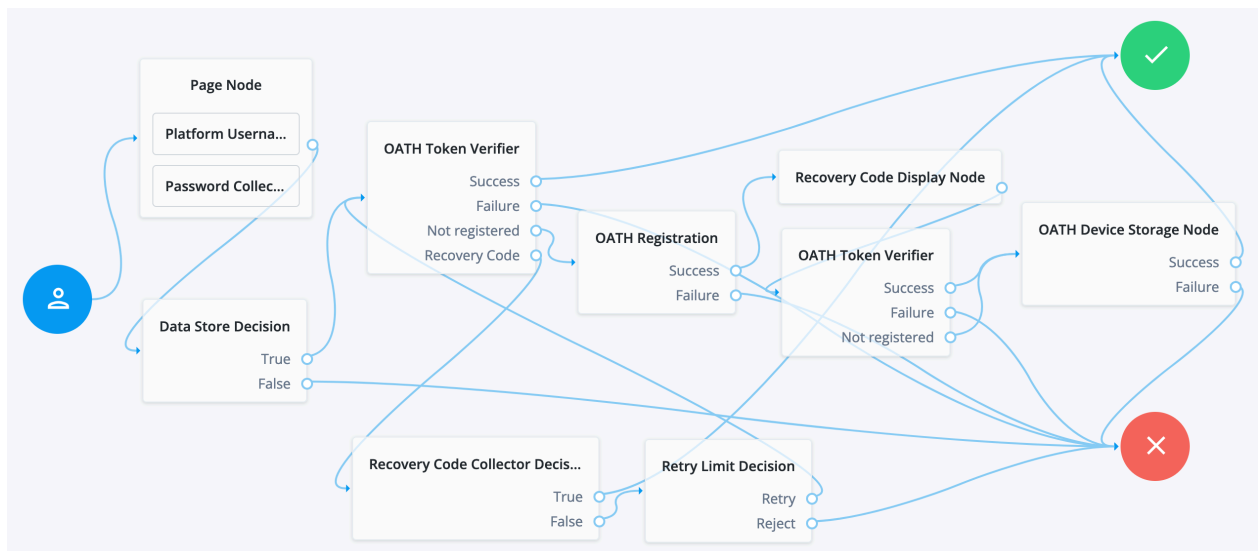 Page Node
Platform Userna...
Password Collec...
OATH Token Verifier
Success
Failure
Not registered
Recovery Code
Data Store Decision
True
False
OATH Registration
Success
Failure
Recovery Code Display Node
OATH Token Verifier
Success
Failure
Not registered
OATH Device Storage Node
Success
Failure
Recovery Code Collector Decis...
True
False
Retry Limit Decision
Retry
Reject